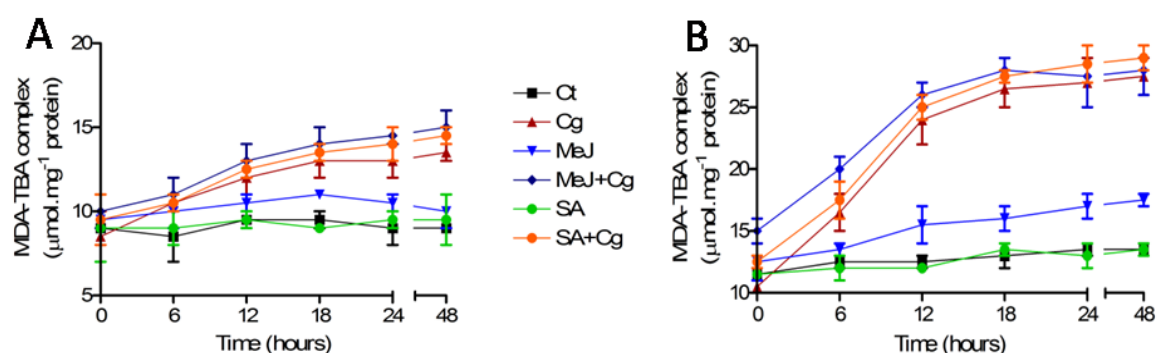 A
MDA-TBA complex
(µmol.mg⁻¹ protein)
20
15
10
5
0 6 12 18 24 48
Time (hours)
Ct
Cg
MeJ
MeJ+Cg
SA
SA+Cg
B
MDA-TBA complex
(µmol.mg⁻¹ protein)
30
25
20
15
10
0 6 12 18 24 48
Time (hours)